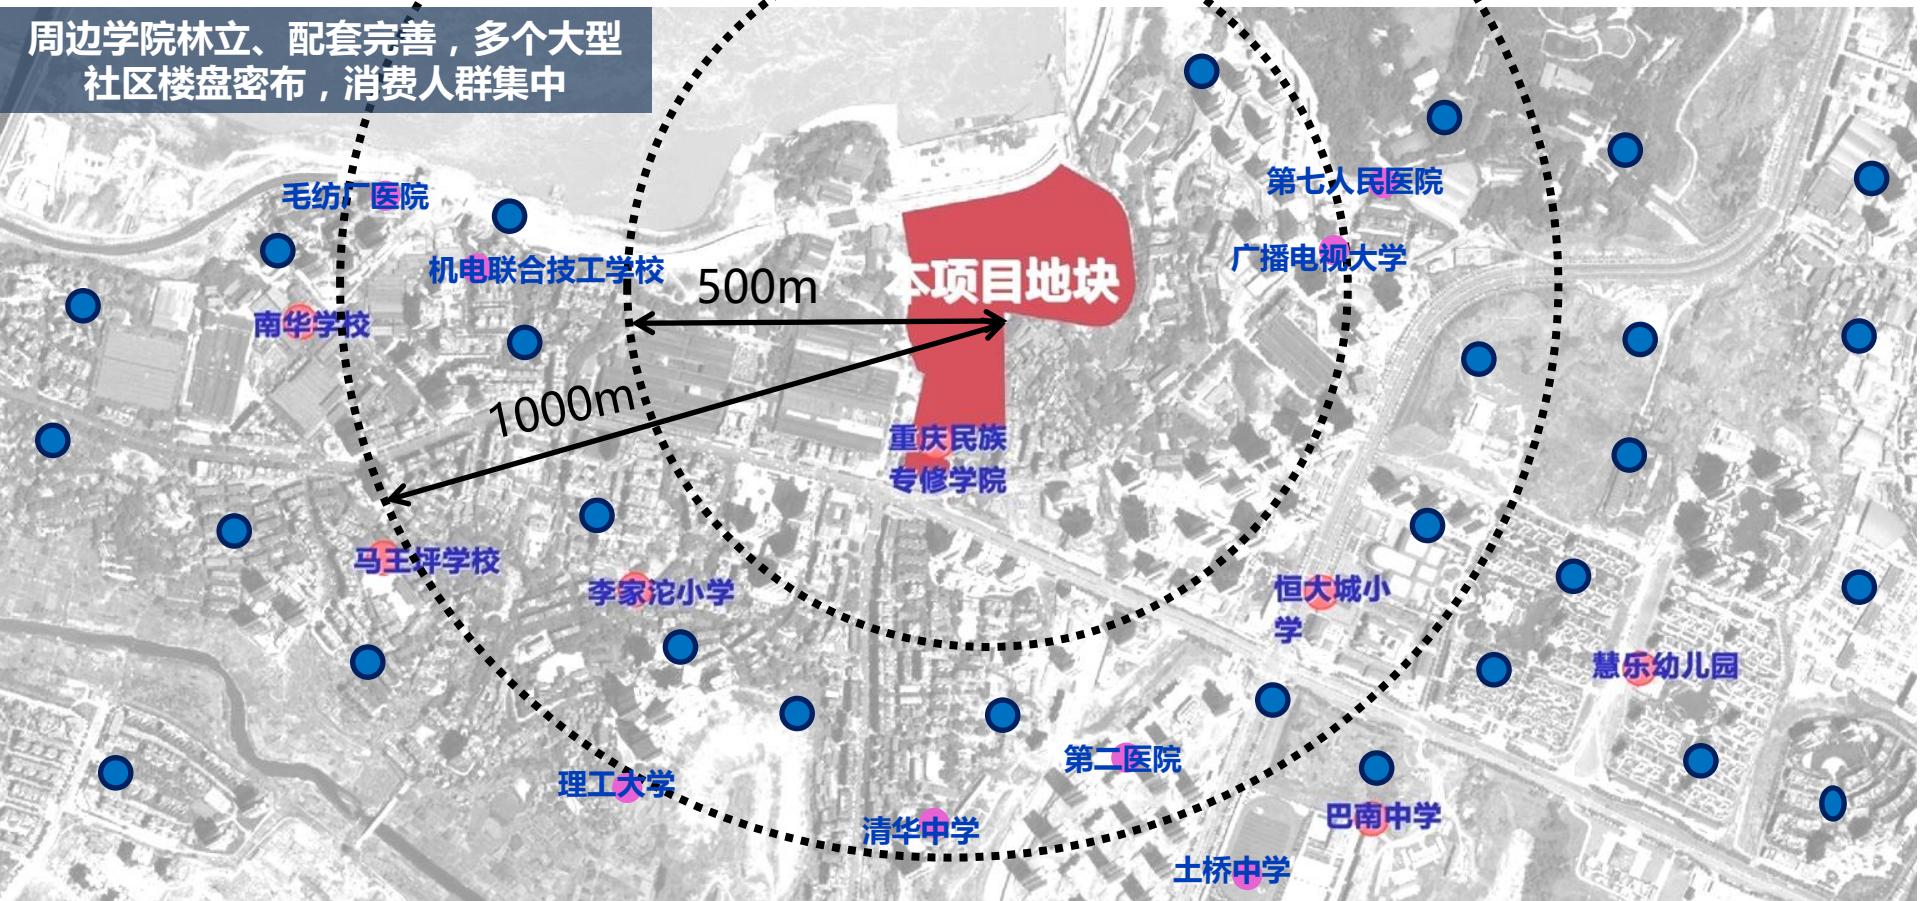 周边学院林立、配套完善，多个大型
社区楼盘密布，消费人群集中
第七人民医院
毛纺厂医院
广播电视大学
机电联合技工学校
本项目地块
500m
南华学校
1000m
重庆民族
专修学院
马王坪学校
李家沱小学
恒大城小
学
慧乐幼儿园
第二医院
理工大学
巴南中学
清华中学
土桥中学